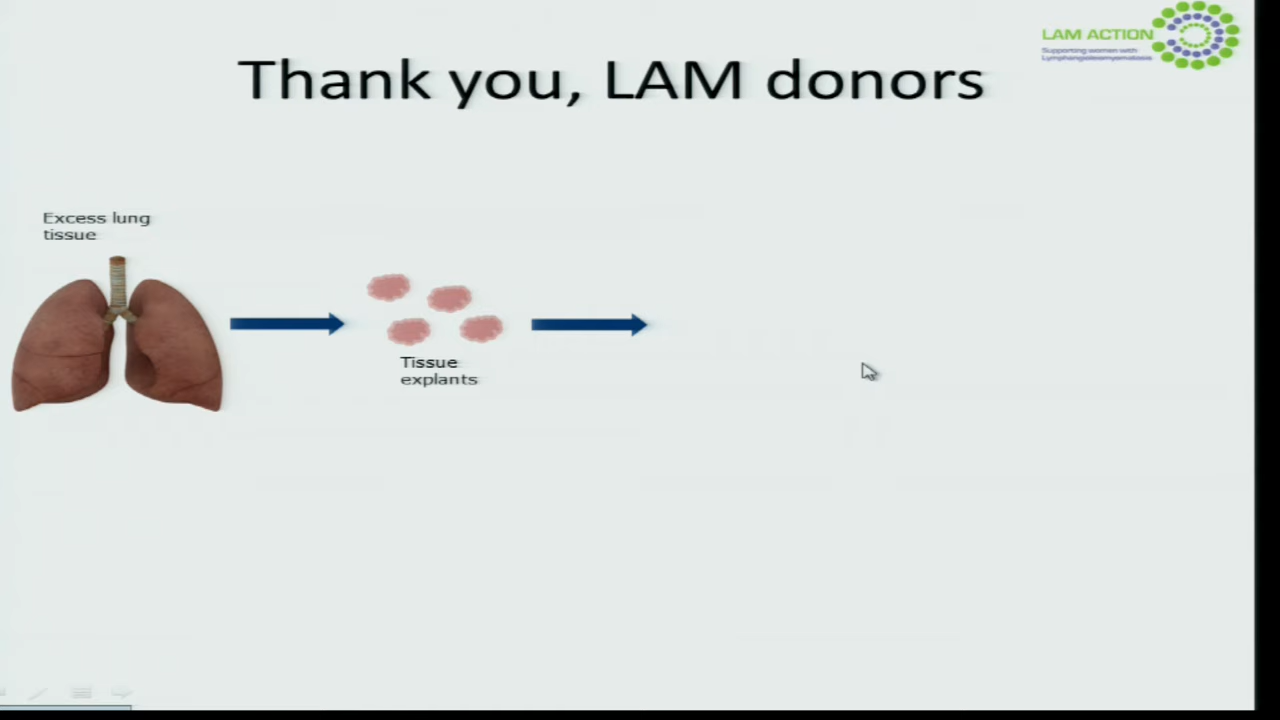 LAM ACTION
Supporting women with
Lymphangioleiomyomatosis
Thank you, LAM donors
Excess lung
tissue
Tissue
explants